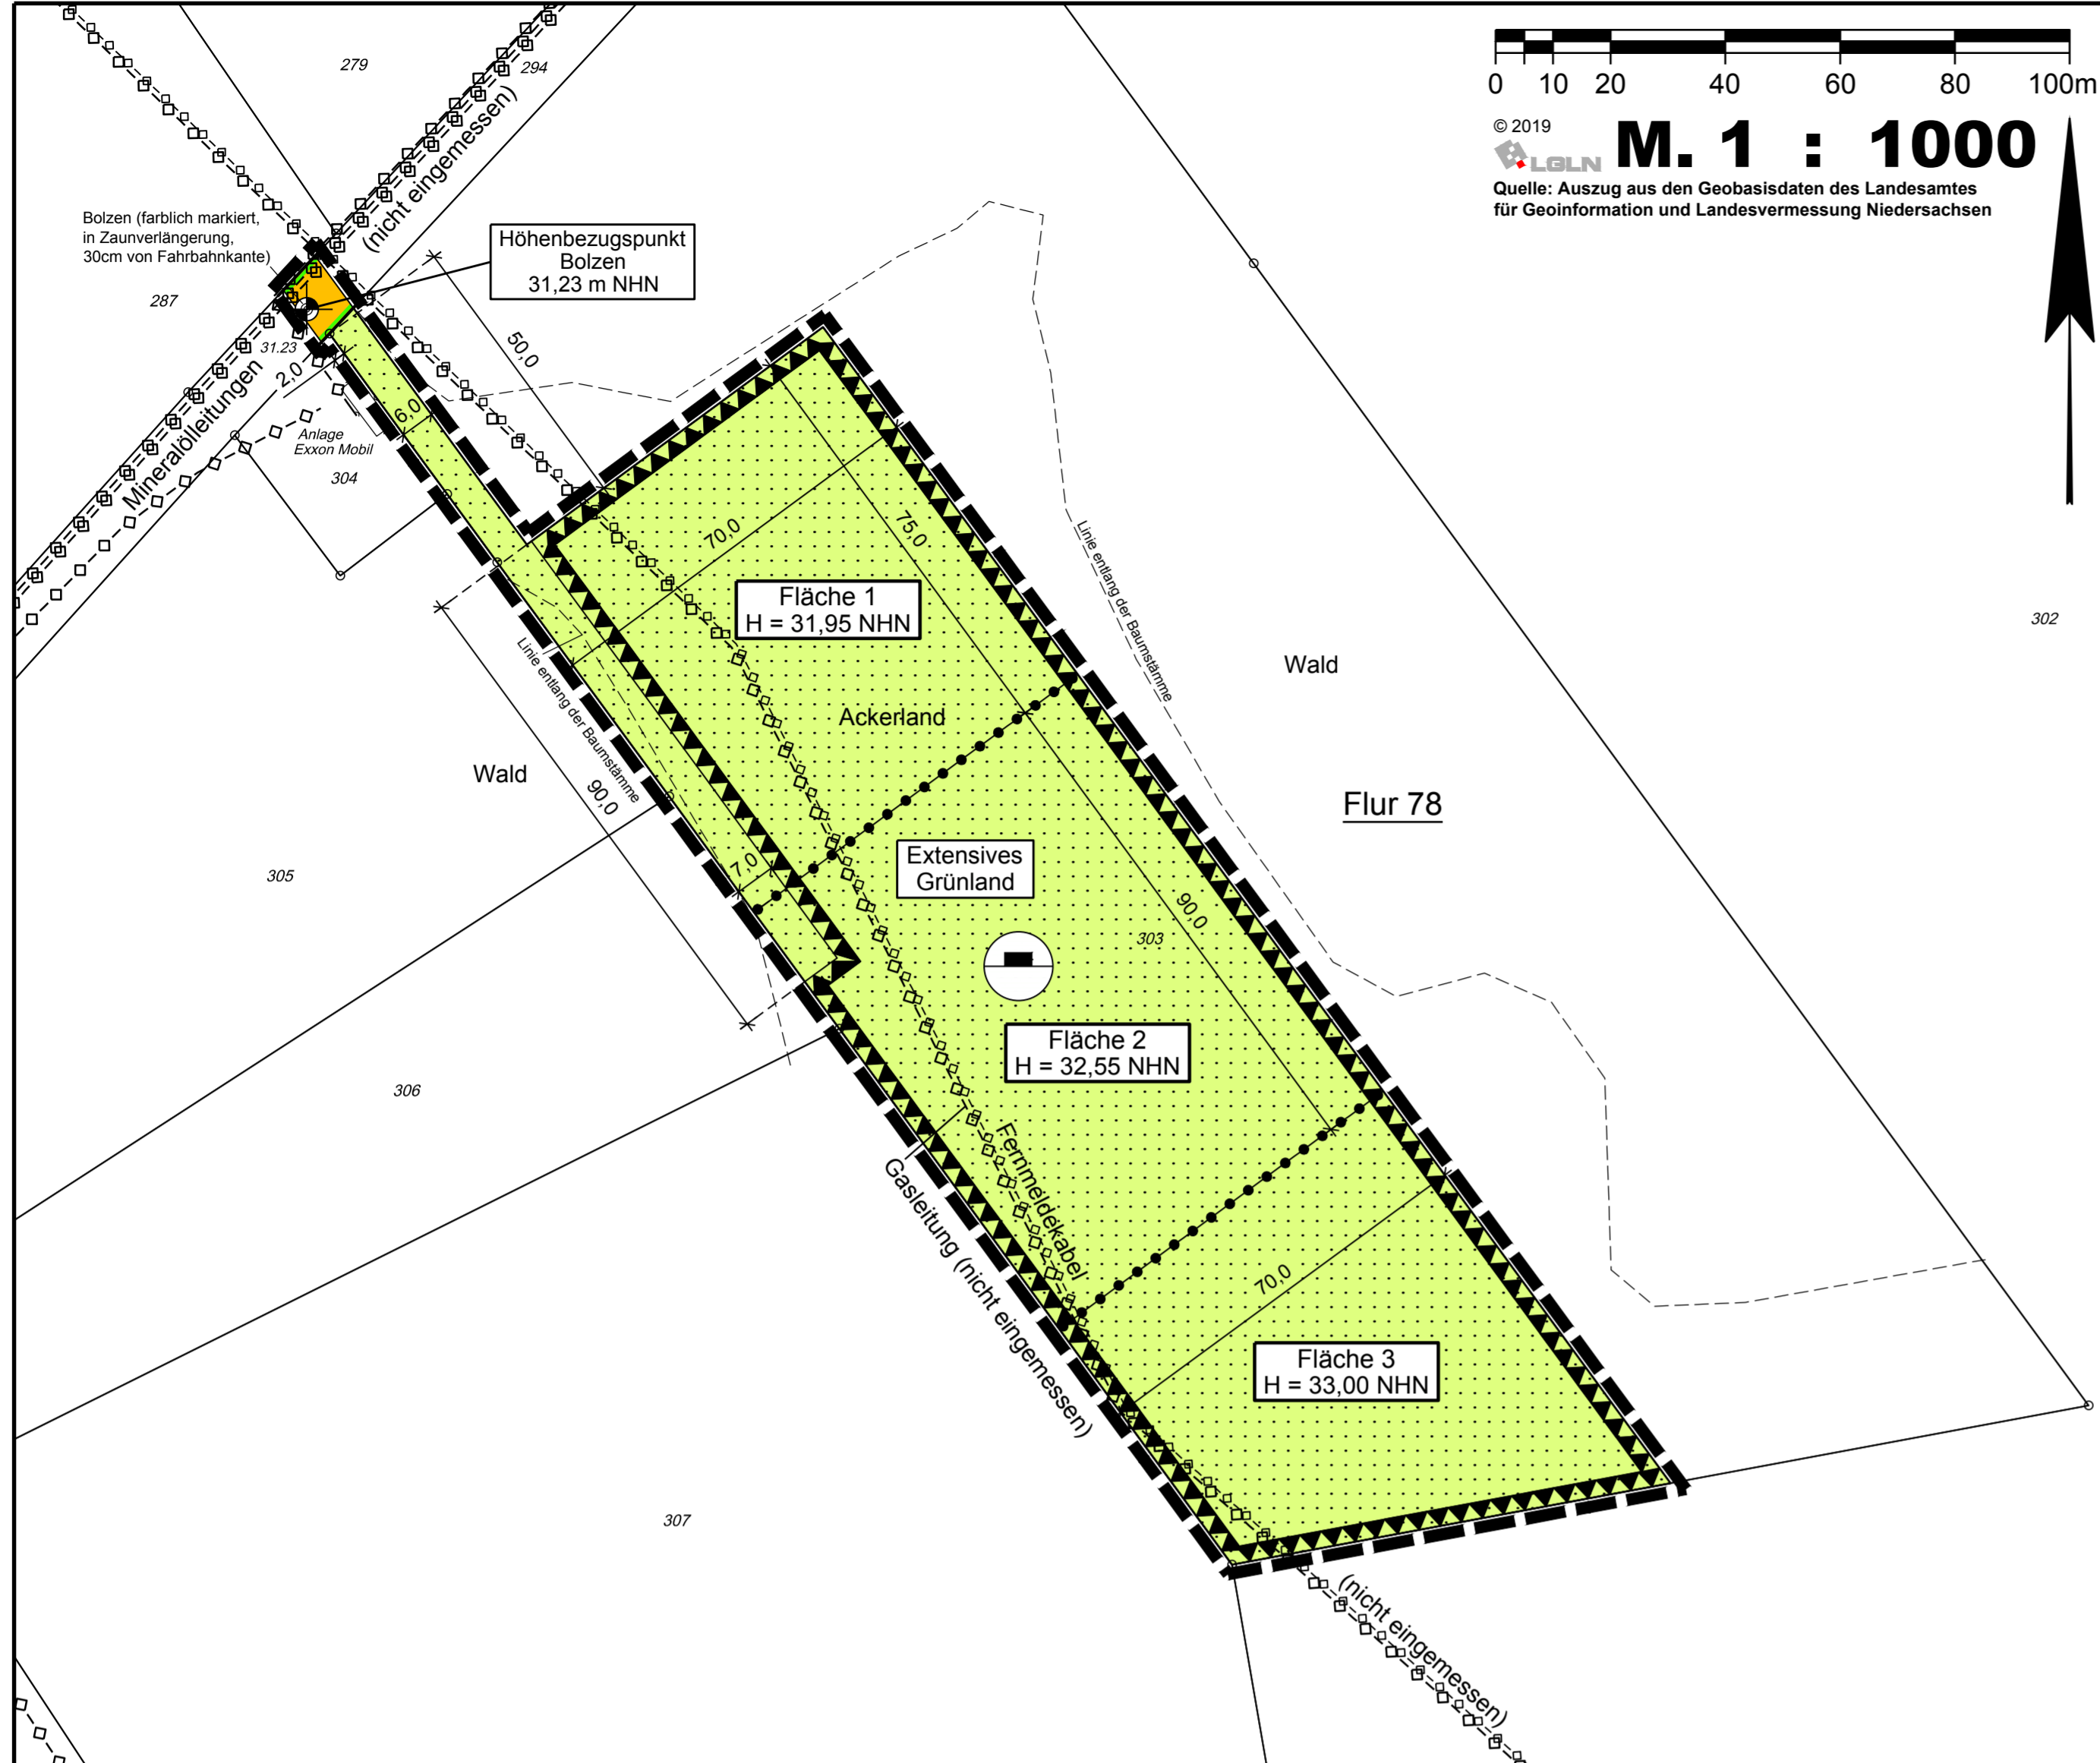 279
294
(nicht eingemessen)
0 10 20 40 60 80 100m
© 2019
LGLN
M. 1 : 1000
Quelle: Auszug aus den Geobasisdaten des Landesamtes
für Geoinformation und Landesvermessung Niedersachsen
Bolzen (farblich markiert,
in Zaunverlängerung,
30cm von Fahrbahnkante)
Höhenbezugspunkt
Bolzen
31,23 m NHN
287
31.23
2,0
50,0
6,0
Mineralölleitungen
Anlage
Exxon Mobil
304
70,0
75,0
Linie entlang der Baumstämme
Fläche 1
H = 31,95 NHN
302
Wald
Linie entlang der Baumstämme
Ackerland
Wald
90,0
Flur 78
305
7,0
Extensives
Grünland
90,0
303
Fläche 2
H = 32,55 NHN
306
Fernmeldekabel
Gasleitung (nicht eingemessen)
70,0
Fläche 3
H = 33,00 NHN
307
(nicht eingemessen)